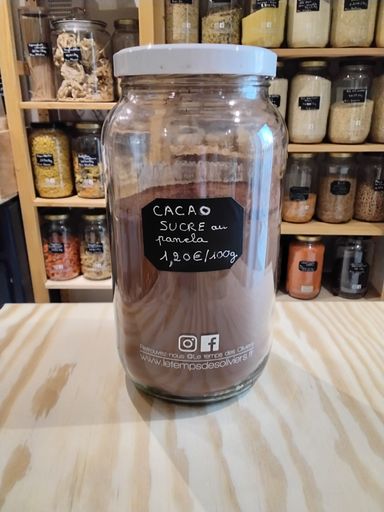 CACAO
SUCRE au
panela
1,20€/100g
Retrouvez nous @Le temps des Oliviers
www.letempsdesoliviers.fr